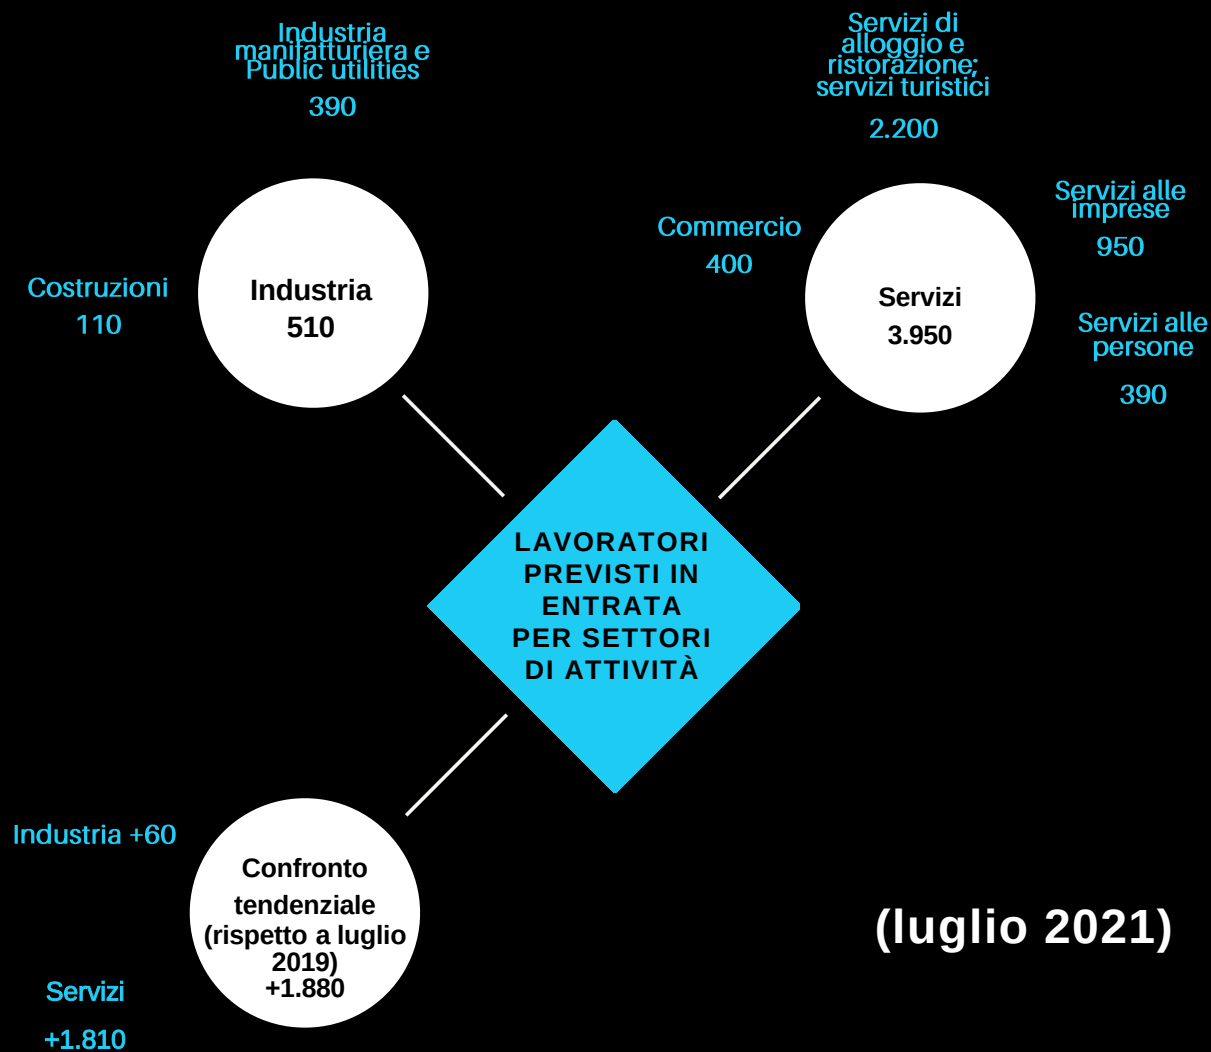 Industria
manifatturiera e
Public utilities
390
Servizi di
alloggio e
ristorazione;
servizi turistici
2.200
Costruzioni
110
Industria
510
Commercio
400
Servizi
3.950
Servizi alle
imprese
950
Servizi alle
persone
390
LAVORATORI
PREVISTI IN
ENTRATA
PER SETTORI
DI ATTIVITÀ
Industria +60
Confronto
tendenziale
(rispetto a luglio
2019)
+1.880
Servizi
+1.810
(luglio 2021)